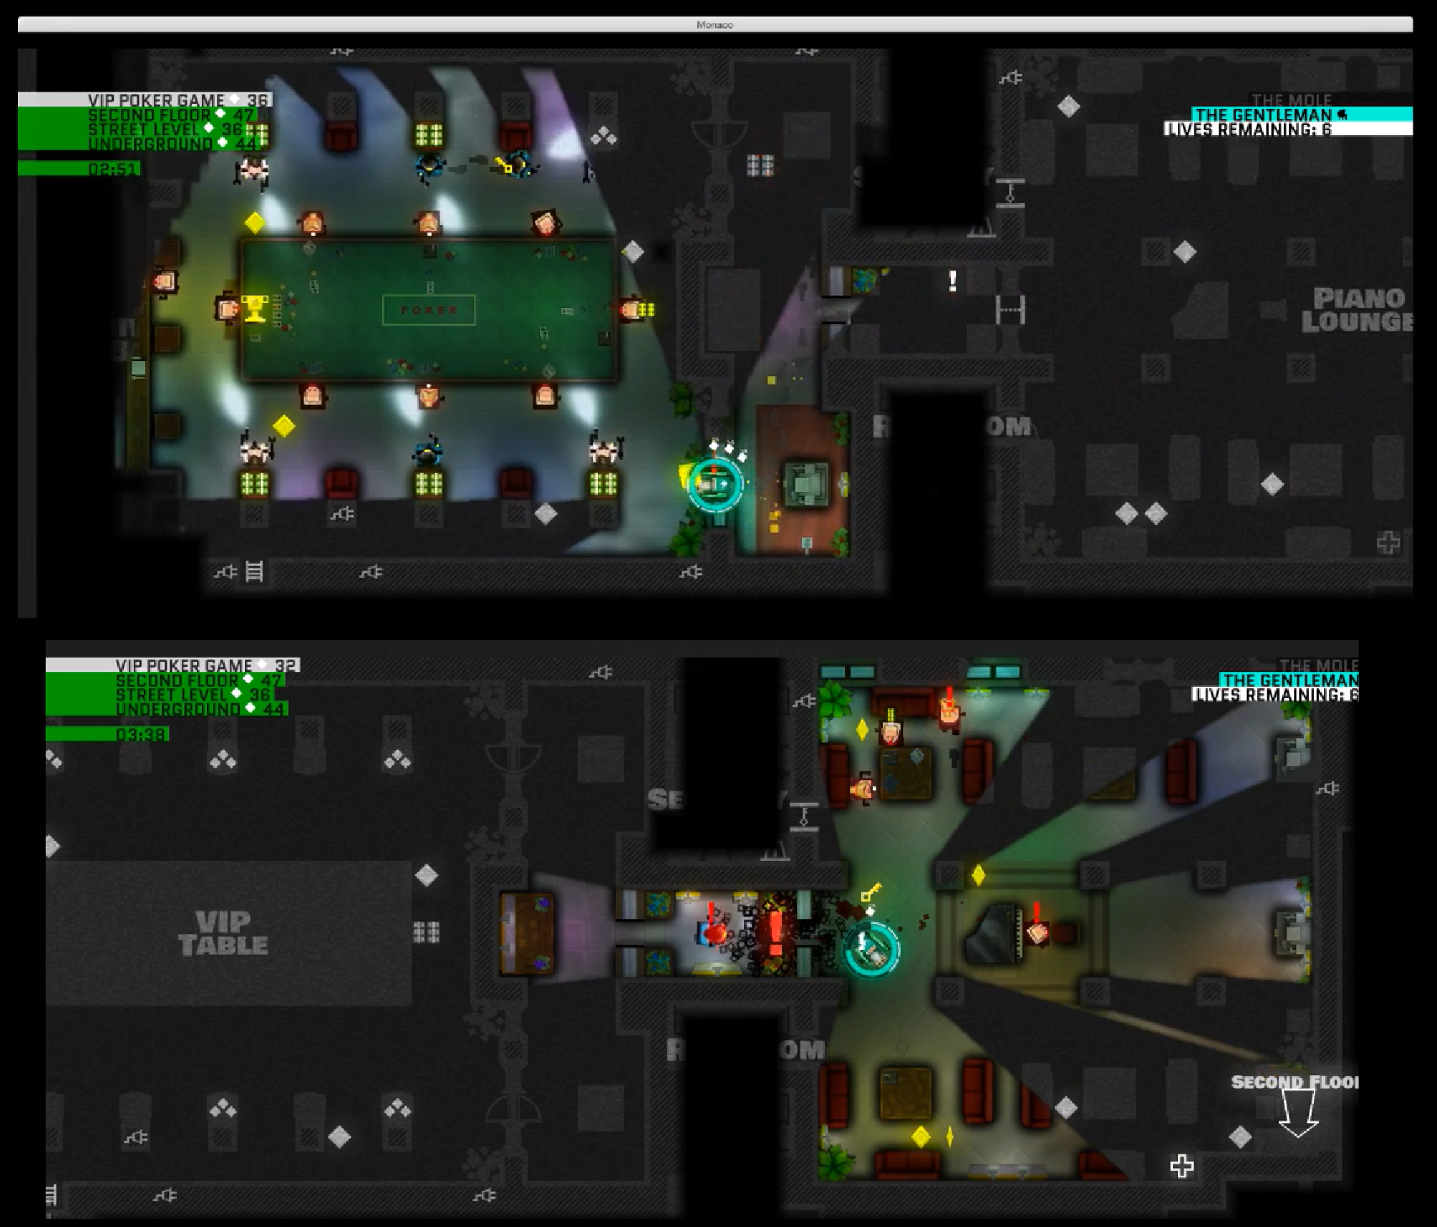 Monaco
VIP POKER GAME 36
SECOND FLOOR 47
STREET LEVEL 36
UNDERGROUND 44
02:51
THE MOLE
THE GENTLEMAN
LIVES REMAINING: 6
POKER
!
PIANO
LOUNGE
R OM
VIP POKER GAME 32
SECOND FLOOR 47
STREET LEVEL 36
UNDERGROUND 44
03:38
THE MOLE
THE GENTLEMAN
LIVES REMAINING: 6
SE
VIP
TABLE
R OM
SECOND FLOOR